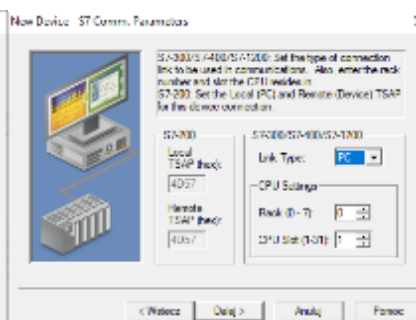 New Device - S7 Comm. Parameters
S7-300/S7-400/S7-1200: Set the type of connection
link to be used in communications. Also enter the rack
number and slot the CPU resides in.
S7-200: Set the Local (PC) and Remote (Device) TSAP
for this device connection.
S7-200
Local
TSAP (hex):
4D57
Remote
TSAP (hex):
4D57
S7-300/S7-400/S7-1200
Link Type:
PC
CPU Settings
Rack (0 - 7):
0
CPU Slot (1-31):
1
< Wstecz
Dalej >
Anuluj
Pomoc